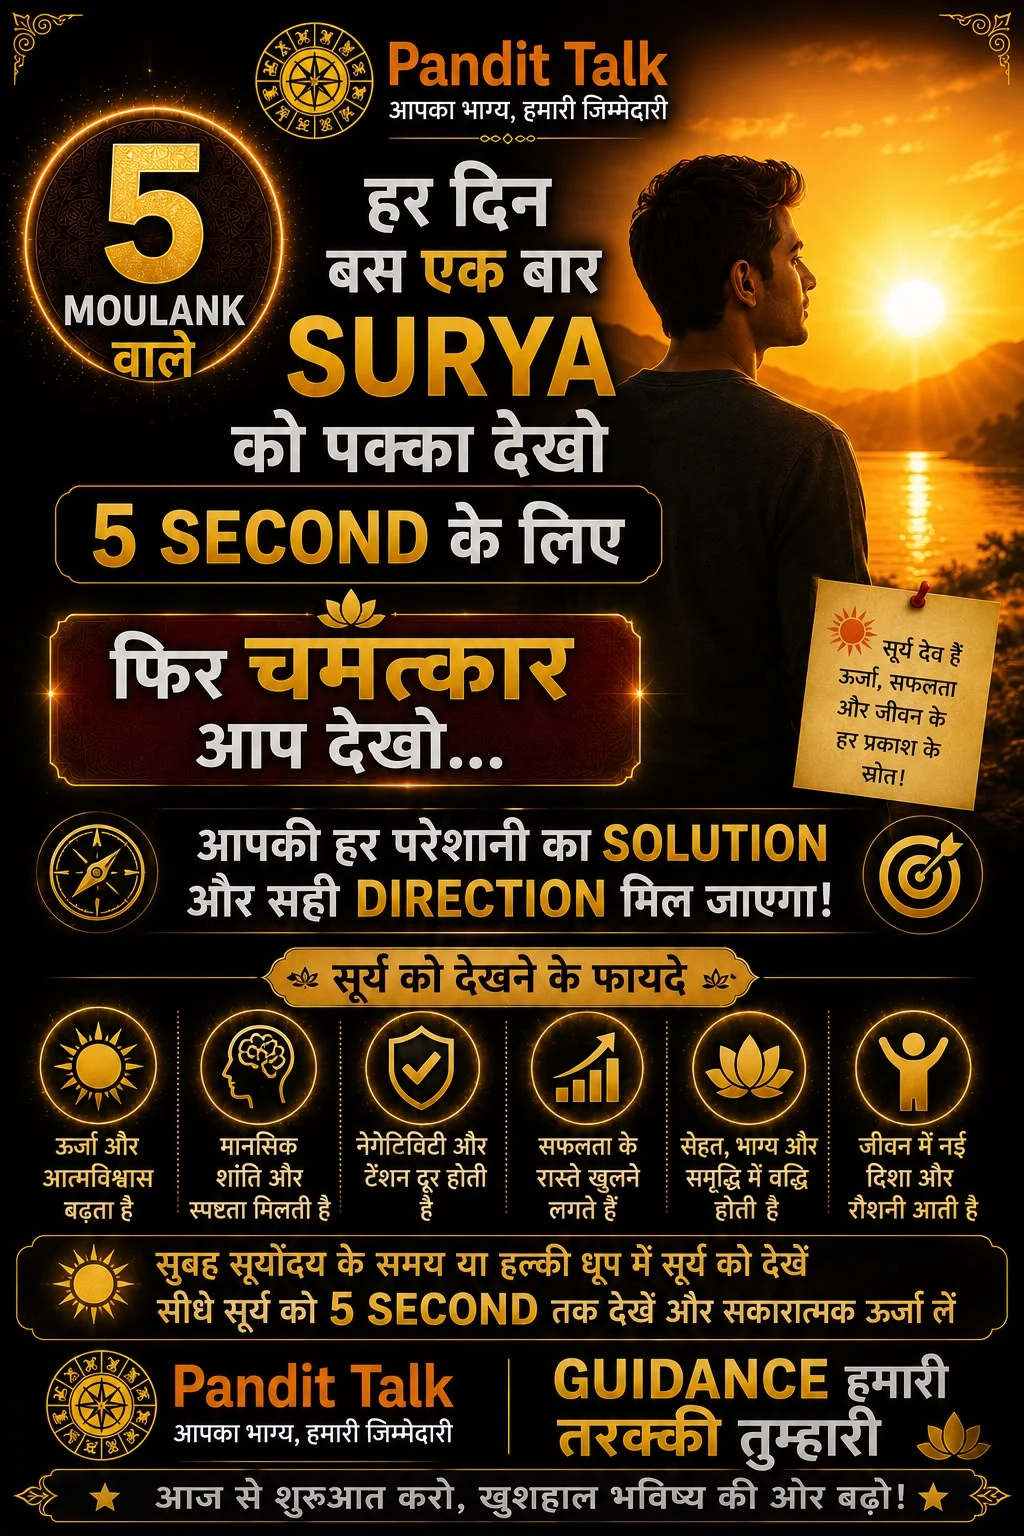 Pandit Talk
आपका भाग्य, हमारी जिम्मेदारी
5
MOULANK
वाले
हर दिन
बस एक बार
SURYA
को पक्का देखो
5 SECOND के लिए
फिर चमत्कार
आप देखो...
सूर्य देव हैं
ऊर्जा, सफलता
और जीवन के
हर प्रकाश के
स्रोत!
आपकी हर परेशानी का SOLUTION
और सही DIRECTION मिल जाएगा!
सूर्य को देखने के फायदे
ऊर्जा और
आत्मविश्वास
बढ़ता है
मानसिक
शांति और
स्पष्टता मिलती है
नेगेटिविटी और
टेंशन दूर होती
है
सफलता के
रास्ते खुलने
लगते हैं
सेहत, भाग्य और
समृद्धि में वद्धि
होती है
जीवन में नई
दिशा और
रौशनी आती है
सुबह सूर्योदय के समय या हल्की धूप में सूर्य को देखें
सीधे सूर्य को 5 SECOND तक देखें और सकारात्मक ऊर्जा लें
Pandit Talk
आपका भाग्य, हमारी जिम्मेदारी
GUIDANCE हमारी
तरक्की तुम्हारी
आज से शुरूआत करो, खुशहाल भविष्य की ओर बढ़ो!